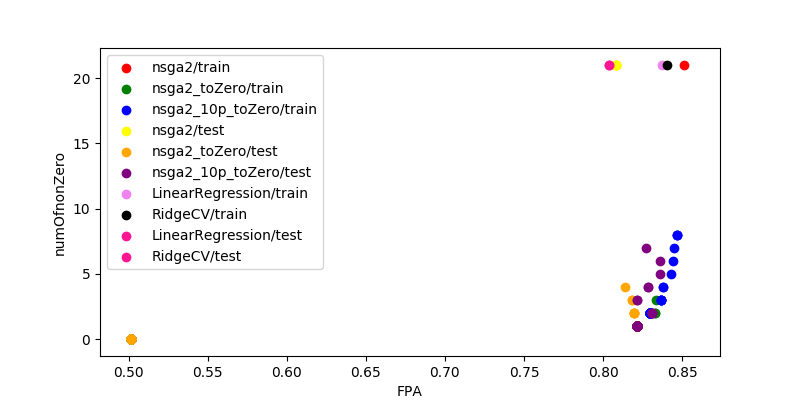 nsga2/train
nsga2_toZero/train
nsga2_10p_toZero/train
nsga2/test
nsga2_toZero/test
nsga2_10p_toZero/test
LinearRegression/train
RidgeCV/train
LinearRegression/test
RidgeCV/test
numOfnonZero
20
15
10
5
0
0.50 0.55 0.60 0.65 0.70 0.75 0.80 0.85
FPA